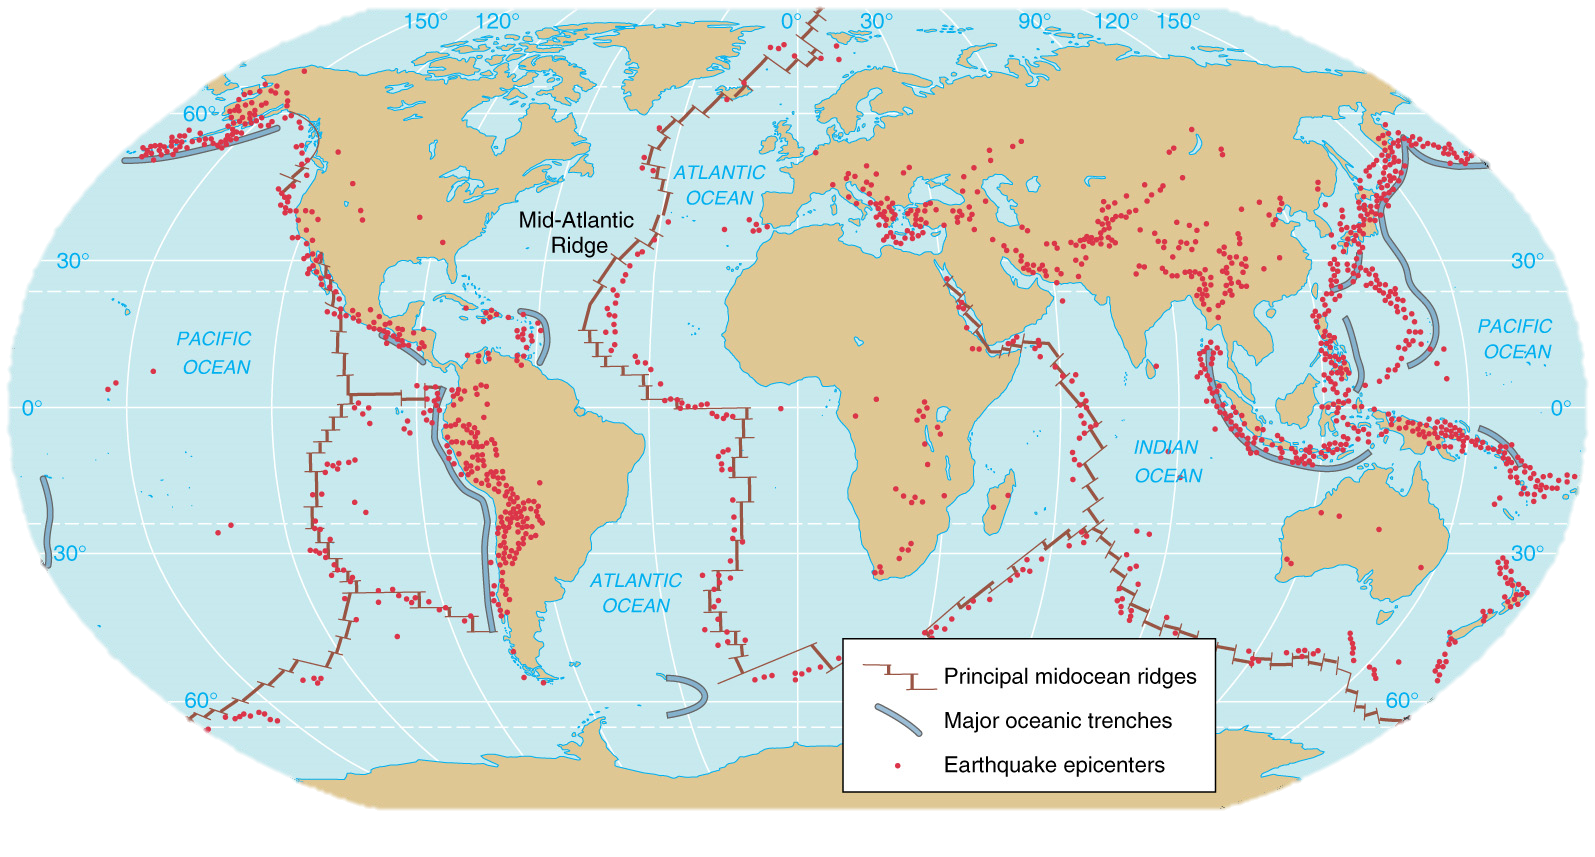 150° 120° 0° 30° 90° 120° 150°
60°
ATLANTIC
OCEAN
Mid-Atlantic
Ridge
30° 30°
PACIFIC
OCEAN
PACIFIC
OCEAN
0° 0°
INDIAN
OCEAN
30° 30°
ATLANTIC
OCEAN
60° 60°
Principal midocean ridges
Major oceanic trenches
Earthquake epicenters